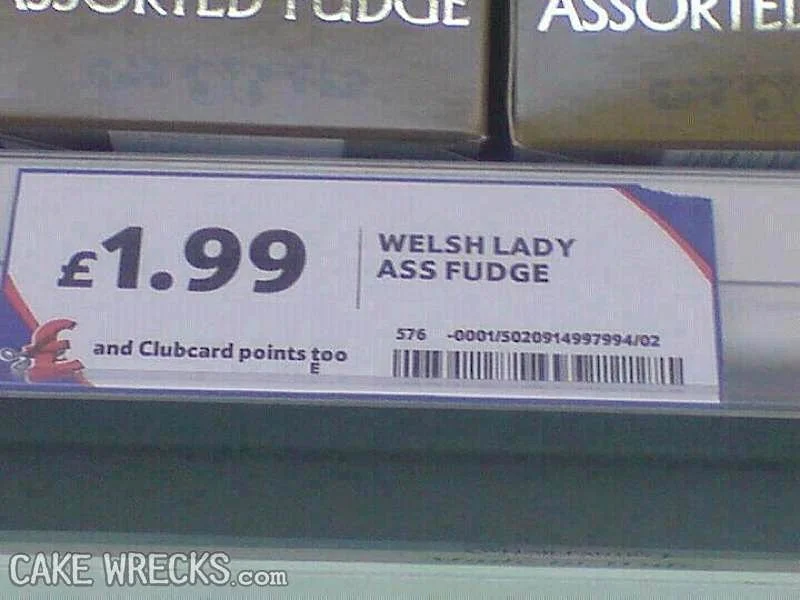 ASSORTED FUDGE
ASSORTED
£1.99
WELSH LADY
ASS FUDGE
576 -0001/5020914997994/02
and Clubcard points too
E
CAKE WRECKS.com